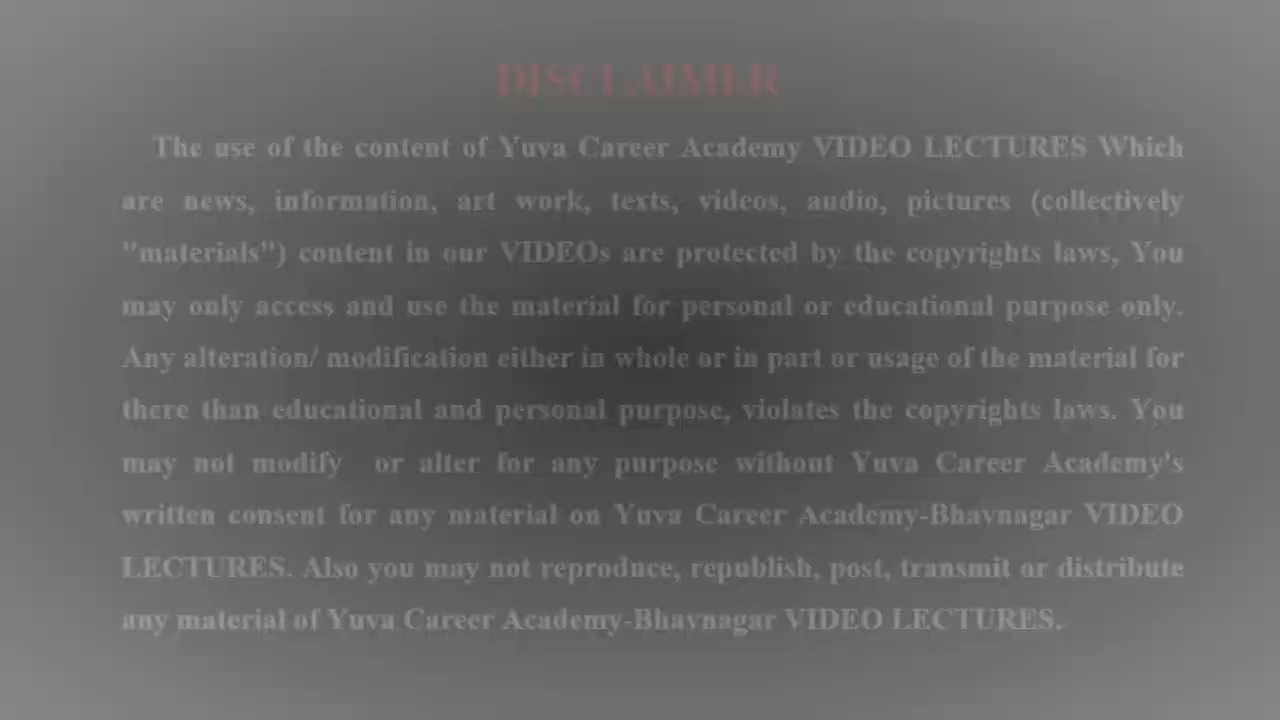 DISCLAIMER
The use of the content of Yuva Career Academy VIDEO LECTURES Which
are news, information, art work, texts, videos, audio, pictures (collectively
"materials") content in our VIDEOs are protected by the copyrights laws, You
may only access and use the material for personal or educational purpose only.
Any alteration/ modification either in whole or in part or usage of the material for
there than educational and personal purpose, violates the copyrights laws. You
may not modify or alter for any purpose without Yuva Career Academy's
written consent for any material on Yuva Career Academy-Bhavnagar VIDEO
LECTURES. Also you may not reproduce, republish, post, transmit or distribute
any material of Yuva Career Academy-Bhavnagar VIDEO LECTURES.